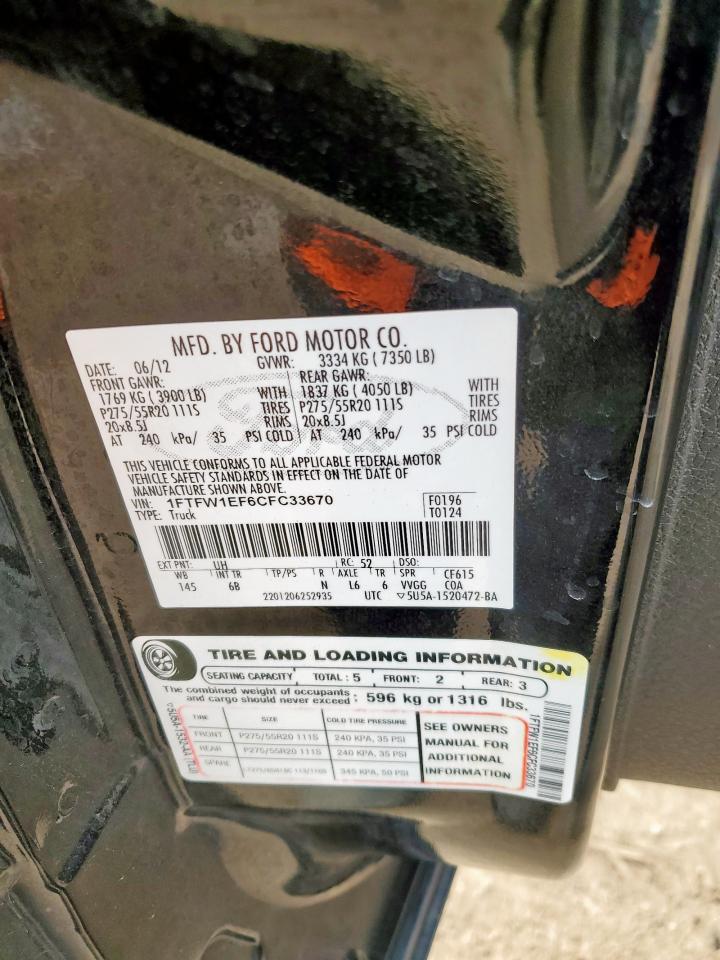 MFD. BY FORD MOTOR CO.
DATE: 06/12 GVWR: 3334 KG ( 7350 LB)
FRONT GAWR: REAR GAWR:
1769 KG ( 3900 LB) WITH 1837 KG ( 4050 LB) WITH
P275/55R20 111S TIRES P275/55R20 111S TIRES
20x8.5J RIMS 20x8.5J RIMS
AT 240 kPa/ 35 PSI COLD AT 240 kPa/ 35 PSI COLD
THIS VEHICLE CONFORMS TO ALL APPLICABLE FEDERAL MOTOR
VEHICLE SAFETY STANDARDS IN EFFECT ON THE DATE OF
MANUFACTURE SHOWN ABOVE.
VIN: 1FTFW1EF6CFC33670 F0196
TYPE: Truck T0124
EXT PNT: UH RC: 52 DSO:
WB INT TR TP/PS R AXLE TR SPR CF615
145 6B N L6 6 VVGG COA
2201206252935 UTC ▽5U5A-1520472-BA
TIRE AND LOADING INFORMATION
SEATING CAPACITY TOTAL : 5 FRONT: 2 REAR: 3
The combined weight of occupants
and cargo should never exceed : 596 kg or 1316 lbs.
TIRE SIZE COLD TIRE PRESSURE
FRONT P275/55R20 111S 240 KPA, 35 PSI
REAR P275/55R20 111S 240 KPA, 35 PSI
SPARE 345 KPA, 50 PSI
SEE OWNERS
MANUAL FOR
ADDITIONAL
INFORMATION
1FTFW1EF6CFC33670